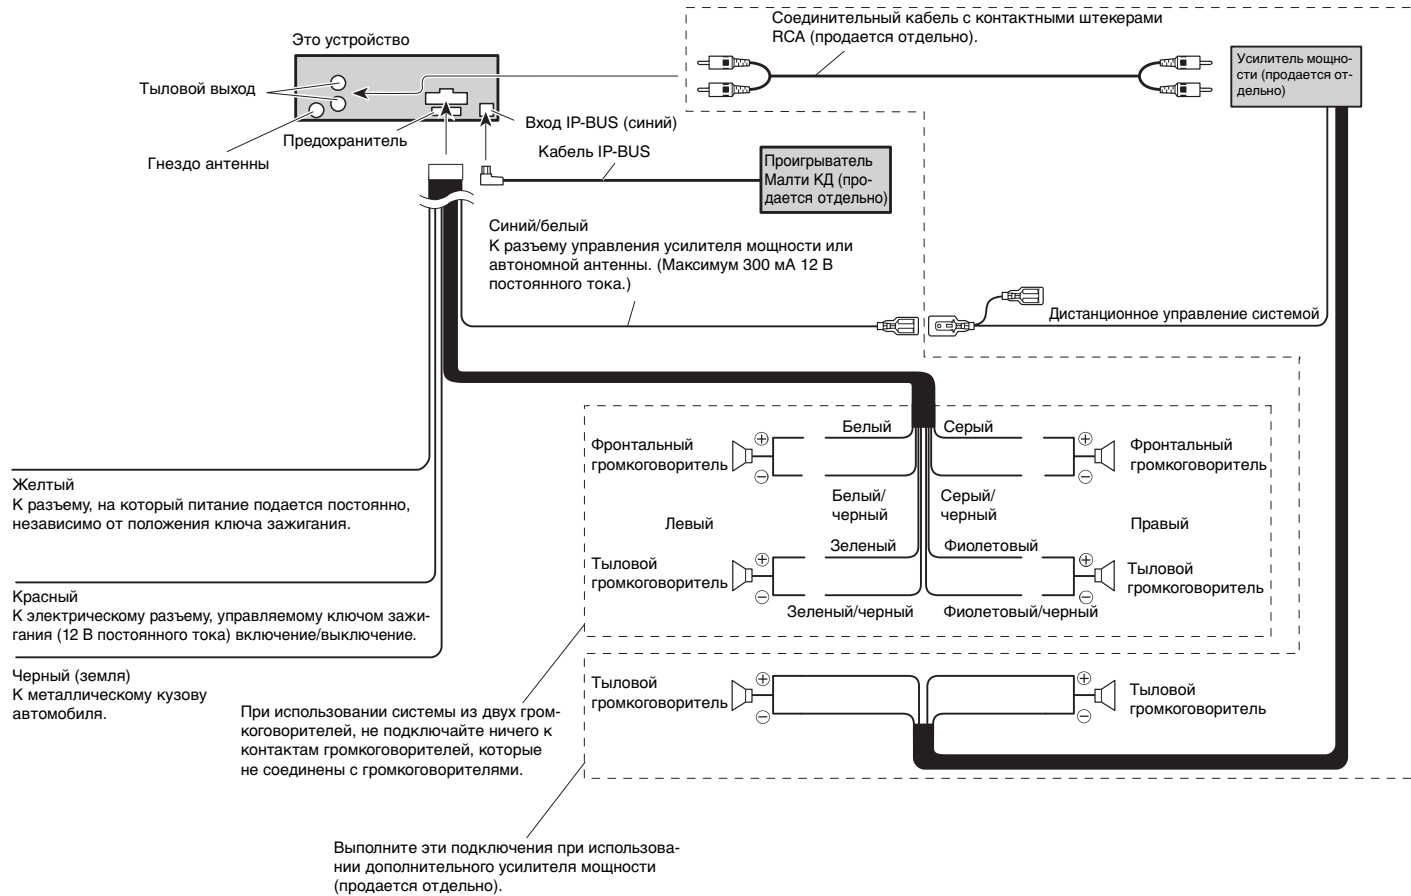 Соединительный кабель с контактными штекерами
RCA (продается отдельно).
Это устройство
Усилитель мощно-
сти (продается от-
дельно)
Тыловой выход
Вход IP-BUS (синий)
Предохранитель
Кабель IP-BUS
Гнездо антенны
Проигрыватель
Малти КД (про-
дается отдельно)
Синий/белый
К разъему управления усилителя мощности или
автономной антенны. (Максимум 300 мА 12 В
постоянного тока.)
Дистанционное управление системой
Белый
Серый
Фронтальный
громкоговоритель
⊕
⊖
⊕
⊖
Фронтальный
громкоговоритель
Желтый
К разъему, на который питание подается постоянно,
независимо от положения ключа зажигания.
Белый/
черный
Серый/
черный
Левый
Правый
Зеленый
Фиолетовый
Тыловой
громкоговоритель
⊕
⊖
⊕
⊖
Тыловой
громкоговоритель
Зеленый/черный
Фиолетовый/черный
Красный
К электрическому разъему, управляемому ключом зажи-
гания (12 В постоянного тока) включение/выключение.
Черный (земля)
К металлическому кузову
автомобиля.
Тыловой
громкоговоритель
⊕
⊖
⊕
⊖
Тыловой
громкоговоритель
При использовании системы из двух гром-
коговорителей, не подключайте ничего к
контактам громкоговорителей, которые
не соединены с громкоговорителями.
Выполните эти подключения при использова-
нии дополнительного усилителя мощности
(продается отдельно).